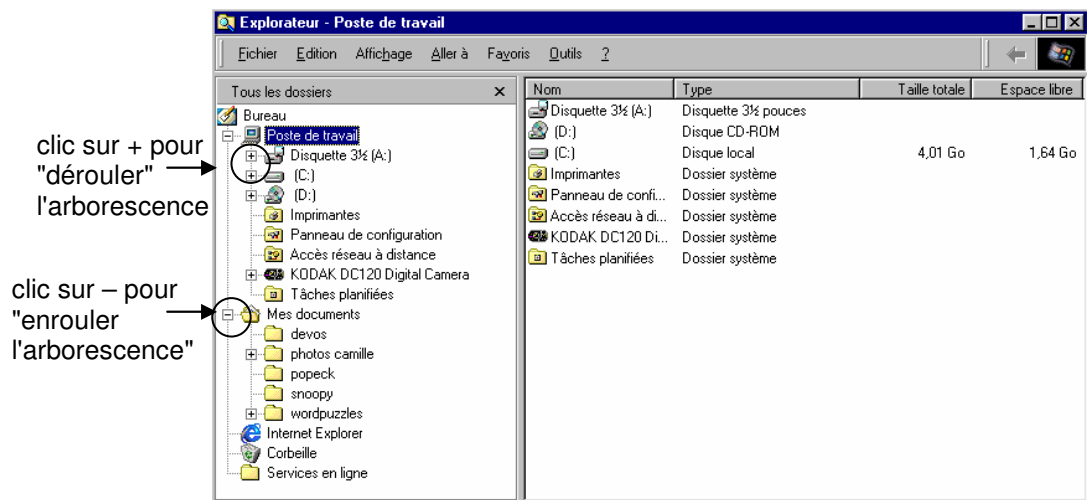 Explorateur - Poste de travail
Fichier Edition Affichage Aller à Favoris Outils ?
Tous les dossiers x
Bureau
Poste de travail
Disquette 3½ (A:)
(C:)
(D:)
Imprimantes
Panneau de configuration
Accès réseau à distance
KODAK DC120 Digital Camera
Tâches planifiées
Mes documents
devos
photos camille
popeck
snoopy
wordpuzzles
Internet Explorer
Corbeille
Services en ligne
Nom Type Taille totale Espace libre
Disquette 3½ (A:) Disquette 3½ pouces
(D:) Disque CD-ROM
(C:) Disque local 4,01 Go 1,64 Go
Imprimantes Dossier système
Panneau de confi... Dossier système
Accès réseau à di... Dossier système
KODAK DC120 Di... Dossier système
Tâches planifiées Dossier système
clic sur + pour
"dérouler"
l'arborescence
clic sur – pour
"enrouler
l'arborescence"